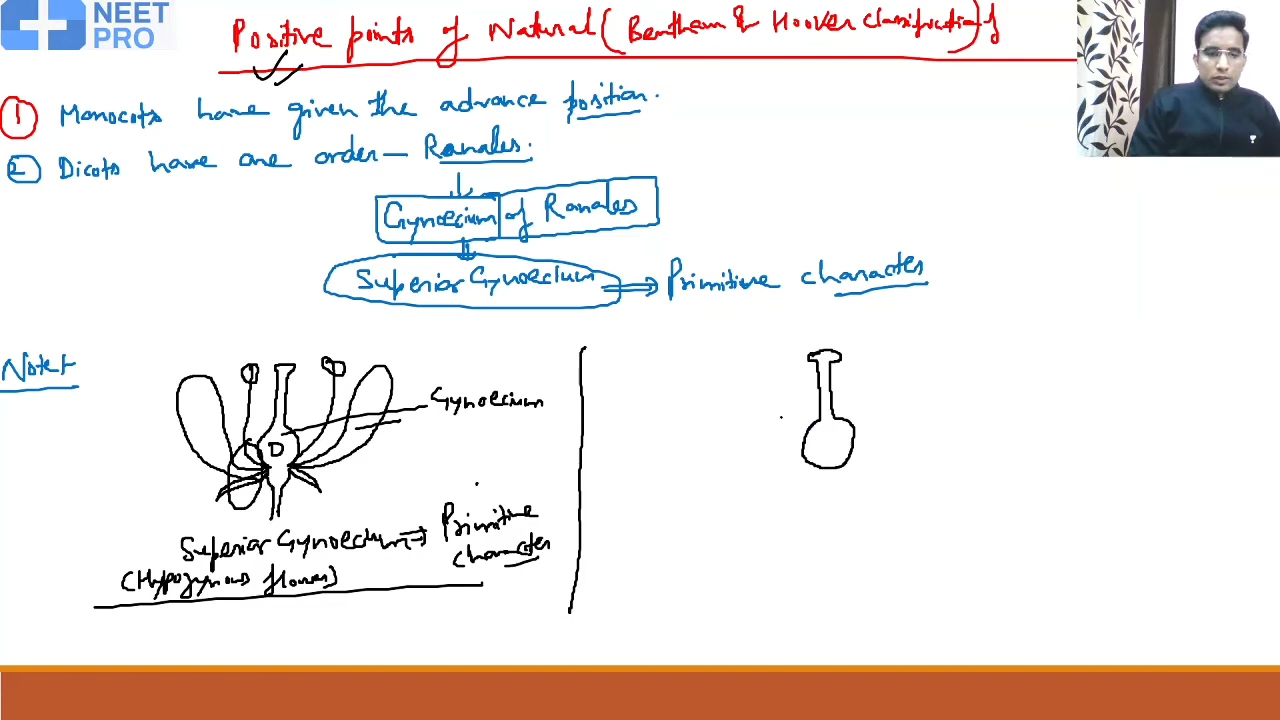 NEET
PRO
Positive points of Natural (Bentham & Hoover classification) :
① Monocots have given the advance position.
② Dicots have one order — Ranales.
Gynoecium of Ranales
Superior Gynoecium ⇒ Primitive character
Note :
Gynoecium
Superior Gynoecium ⇒ Primitive character
(Hypogynous flower)